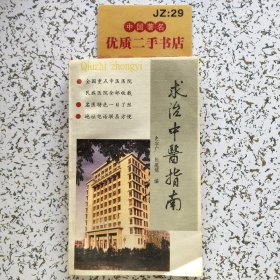 JZ:29
中国著名
优质二手书店
Qiuzhi zhongyi
全国重点中医医院
民族医院全部收载
名医特色一目了然
地址电话联系方便
求治中醫指南
编